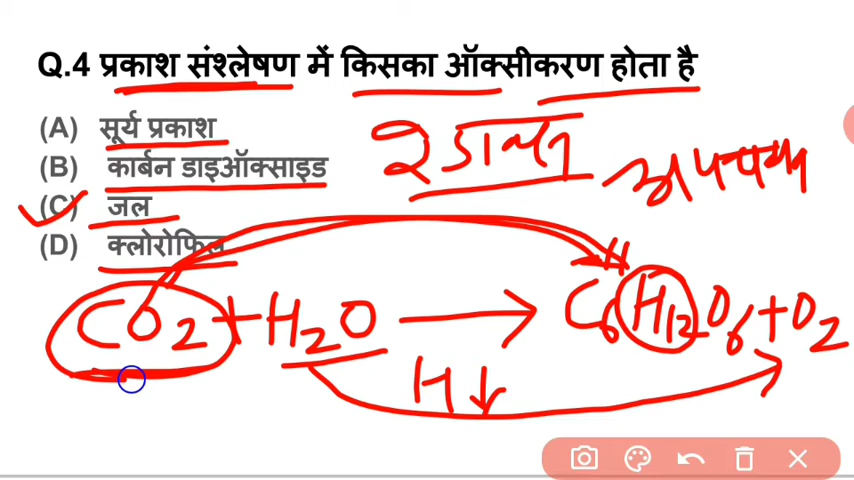 Q.4 प्रकाश संश्लेषण में किसका ऑक्सीकरण होता है
(A) सूर्य प्रकाश
(B) कार्बन डाइऑक्साइड
(C) जल
(D) क्लोरोफिल
CO2 + H2O → C6H12O6 + O2
H↓